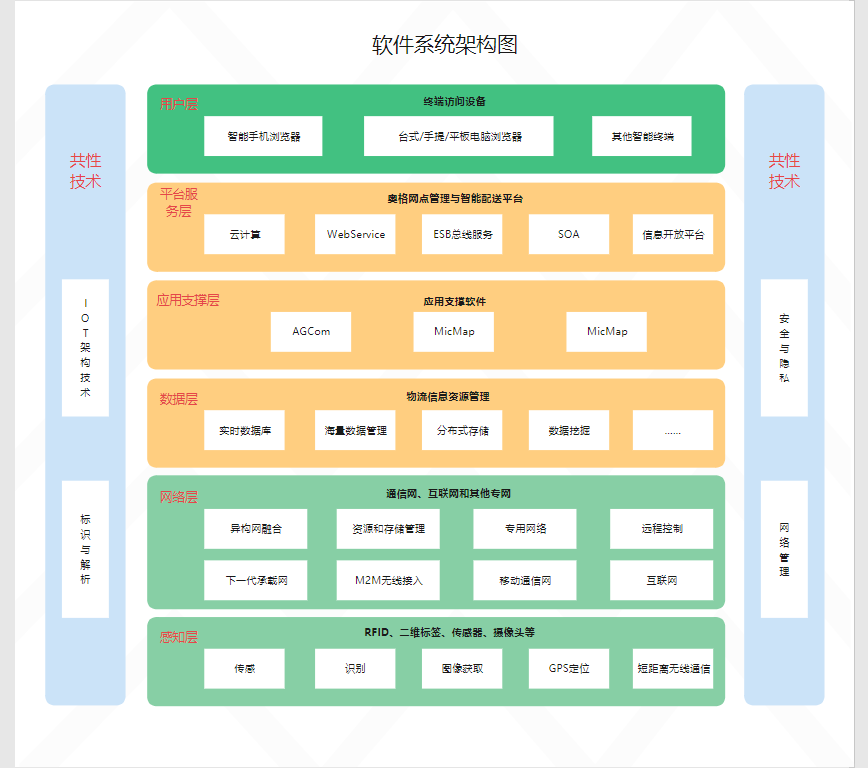 软件系统架构图
共性
技术
IOT架构技术
标识与解析
用户层
终端访问设备
智能手机浏览器
台式/手提/平板电脑浏览器
其他智能终端
平台服
务层
奥格网点管理与智能配送平台
云计算
WebService
ESB总线服务
SOA
信息开放平台
应用支撑层
应用支撑软件
AGCom
MicMap
MicMap
数据层
物流信息资源管理
实时数据库
海量数据管理
分布式存储
数据挖掘
......
网络层
通信网、互联网和其他专网
异构网融合
资源和存储管理
专用网络
远程控制
下一代承载网
M2M无线接入
移动通信网
互联网
感知层
RFID、二维标签、传感器、摄像头等
传感
识别
图像获取
GPS定位
短距离无线通信
共性
技术
安全与隐私
网络管理